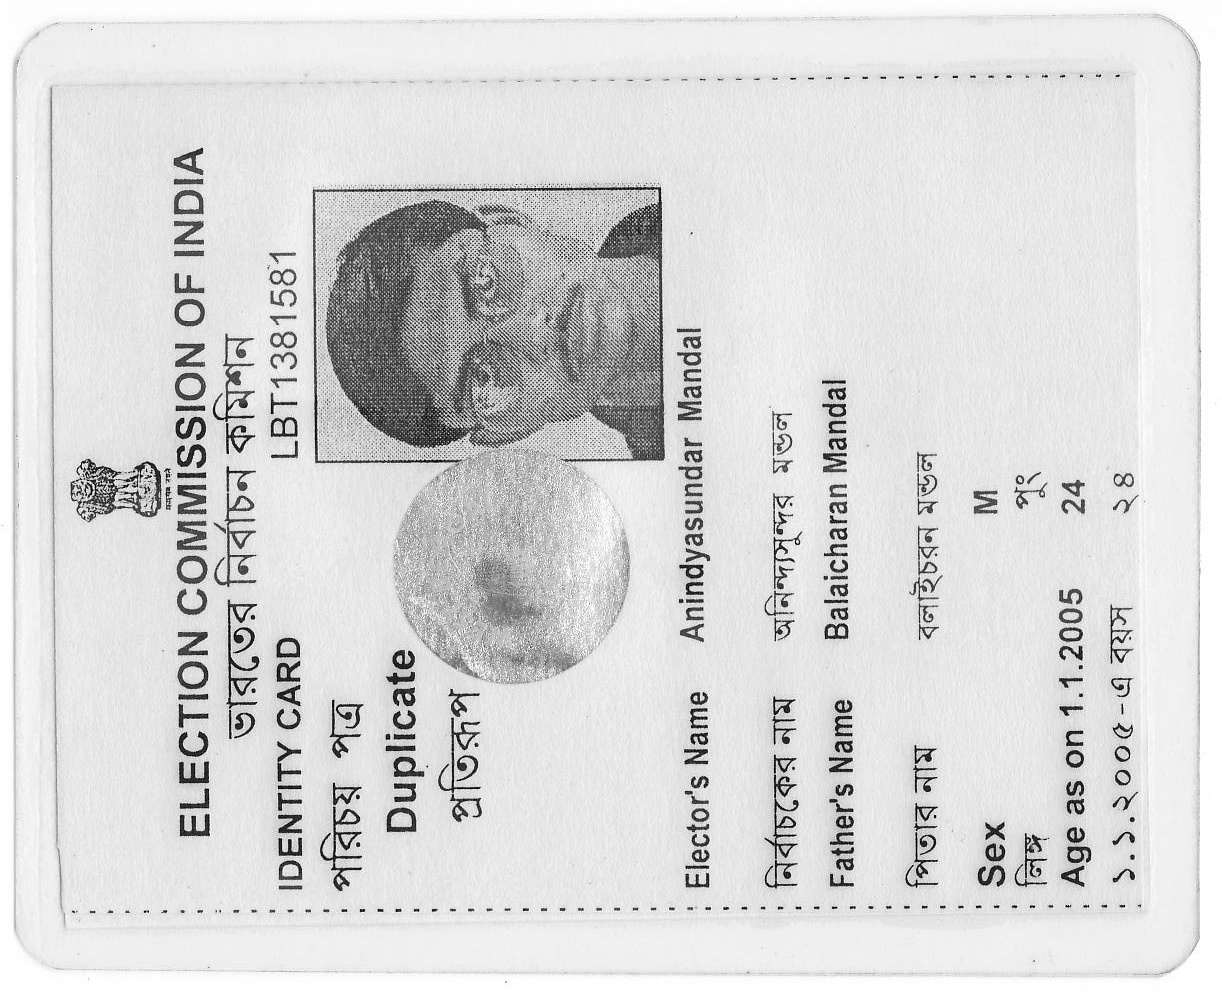 सत्यमेव जयते
ELECTION COMMISSION OF INDIA
ভারতের নির্বাচন কমিশন
IDENTITY CARD LBT1381581
পরিচয় পত্র
Duplicate
প্রতিরূপ
Elector's Name Anindyasundar Mandal
নির্বাচকের নাম অনিন্দ্যসুন্দর মন্ডল
Father's Name Balaicharan Mandal
পিতার নাম বলাইচরন মন্ডল
Sex M
লিঙ্গ পুং
Age as on 1.1.2005 24
১.১.২০০৫-এ বয়স ২৪